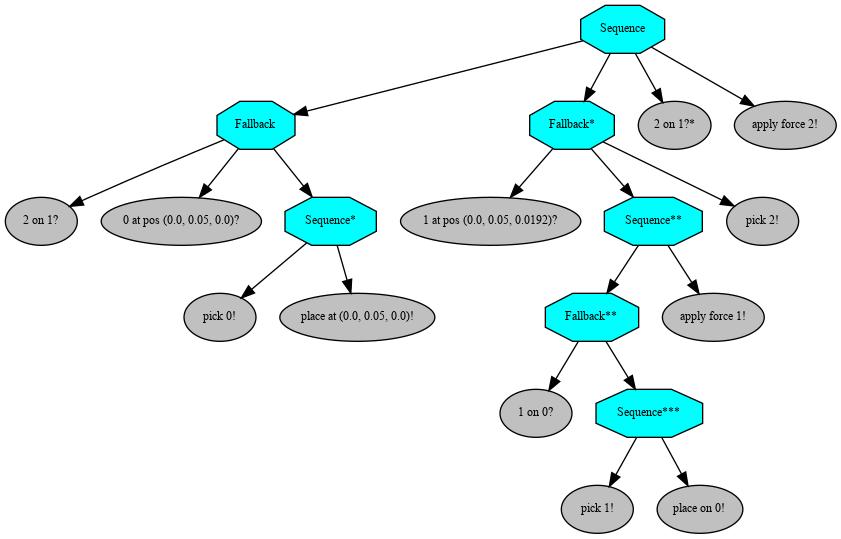 Sequence
Fallback
Fallback*
2 on 1?*
apply force 2!
2 on 1?
0 at pos (0.0, 0.05, 0.0)?
Sequence*
1 at pos (0.0, 0.05, 0.0192)?
Sequence**
pick 2!
pick 0!
place at (0.0, 0.05, 0.0)!
Fallback**
apply force 1!
1 on 0?
Sequence***
pick 1!
place on 0!